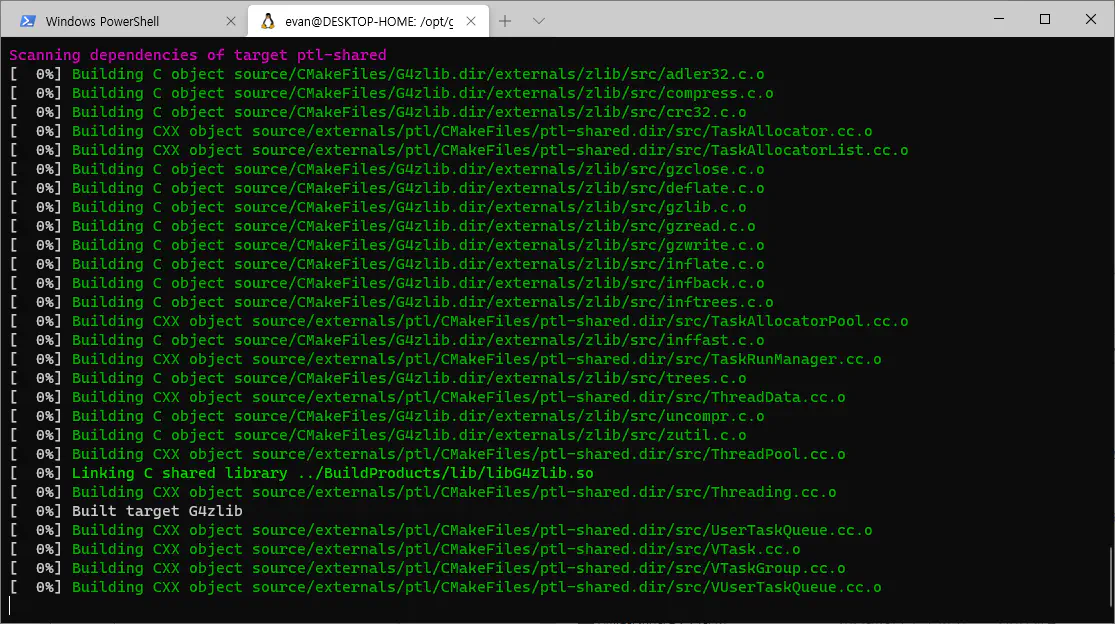 Windows PowerShell
evan@DESKTOP-HOME: /opt/g
Scanning dependencies of target ptl-shared
[  0%] Building C object source/CMakeFiles/G4zlib.dir/externals/zlib/src/adler32.c.o
[  0%] Building C object source/CMakeFiles/G4zlib.dir/externals/zlib/src/compress.c.o
[  0%] Building C object source/CMakeFiles/G4zlib.dir/externals/zlib/src/crc32.c.o
[  0%] Building CXX object source/externals/ptl/CMakeFiles/ptl-shared.dir/src/TaskAllocator.cc.o
[  0%] Building CXX object source/externals/ptl/CMakeFiles/ptl-shared.dir/src/TaskAllocatorList.cc.o
[  0%] Building C object source/CMakeFiles/G4zlib.dir/externals/zlib/src/gzclose.c.o
[  0%] Building C object source/CMakeFiles/G4zlib.dir/externals/zlib/src/deflate.c.o
[  0%] Building C object source/CMakeFiles/G4zlib.dir/externals/zlib/src/gzlib.c.o
[  0%] Building C object source/CMakeFiles/G4zlib.dir/externals/zlib/src/gzread.c.o
[  0%] Building C object source/CMakeFiles/G4zlib.dir/externals/zlib/src/gzwrite.c.o
[  0%] Building C object source/CMakeFiles/G4zlib.dir/externals/zlib/src/inflate.c.o
[  0%] Building C object source/CMakeFiles/G4zlib.dir/externals/zlib/src/infback.c.o
[  0%] Building C object source/CMakeFiles/G4zlib.dir/externals/zlib/src/inftrees.c.o
[  0%] Building CXX object source/externals/ptl/CMakeFiles/ptl-shared.dir/src/TaskAllocatorPool.cc.o
[  0%] Building C object source/CMakeFiles/G4zlib.dir/externals/zlib/src/inffast.c.o
[  0%] Building CXX object source/externals/ptl/CMakeFiles/ptl-shared.dir/src/TaskRunManager.cc.o
[  0%] Building C object source/CMakeFiles/G4zlib.dir/externals/zlib/src/trees.c.o
[  0%] Building CXX object source/externals/ptl/CMakeFiles/ptl-shared.dir/src/ThreadData.cc.o
[  0%] Building C object source/CMakeFiles/G4zlib.dir/externals/zlib/src/uncompr.c.o
[  0%] Building C object source/CMakeFiles/G4zlib.dir/externals/zlib/src/zutil.c.o
[  0%] Building CXX object source/externals/ptl/CMakeFiles/ptl-shared.dir/src/ThreadPool.cc.o
[  0%] Linking C shared library ../BuildProducts/lib/libG4zlib.so
[  0%] Building CXX object source/externals/ptl/CMakeFiles/ptl-shared.dir/src/Threading.cc.o
[  0%] Built target G4zlib
[  0%] Building CXX object source/externals/ptl/CMakeFiles/ptl-shared.dir/src/UserTaskQueue.cc.o
[  0%] Building CXX object source/externals/ptl/CMakeFiles/ptl-shared.dir/src/VTask.cc.o
[  0%] Building CXX object source/externals/ptl/CMakeFiles/ptl-shared.dir/src/VTaskGroup.cc.o
[  0%] Building CXX object source/externals/ptl/CMakeFiles/ptl-shared.dir/src/VUserTaskQueue.cc.o